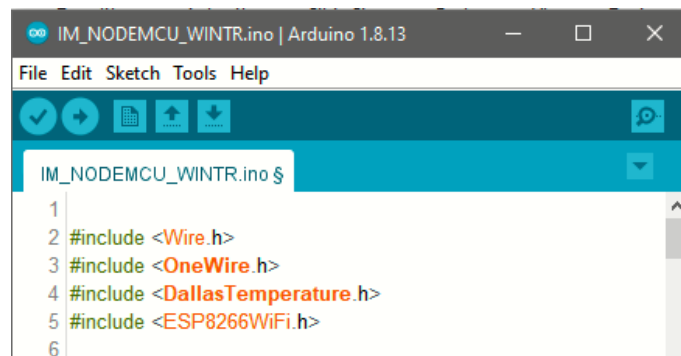 IM_NODEMCU_WINTR.ino | Arduino 1.8.13
File Edit Sketch Tools Help
IM_NODEMCU_WINTR.ino §
1
2 #include <Wire.h>
3 #include <OneWire.h>
4 #include <DallasTemperature.h>
5 #include <ESP8266WiFi.h>
6